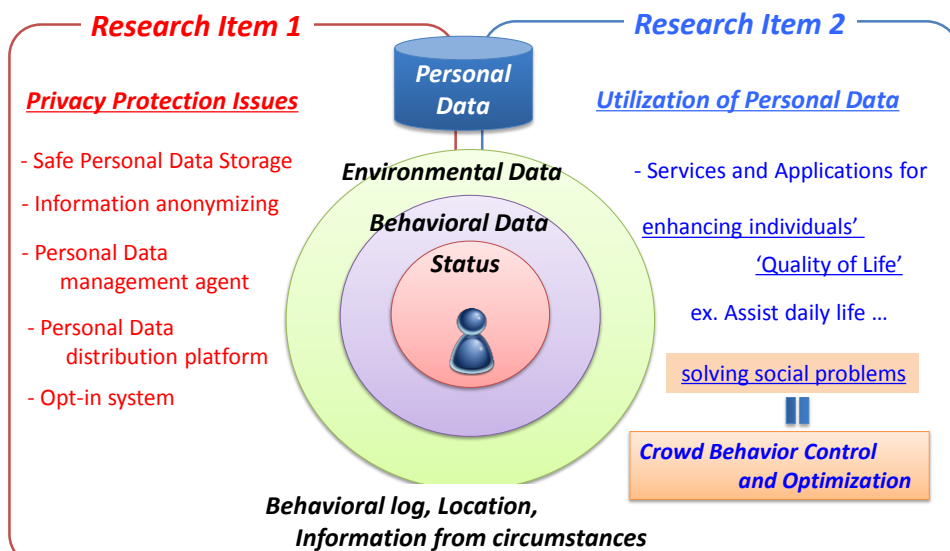 Research Item 1
Research Item 2
Personal
Data
Privacy Protection Issues
- Safe Personal Data Storage
- Information anonymizing
- Personal Data
management agent
- Personal Data
distribution platform
- Opt-in system
Environmental Data
Behavioral Data
Status
Behavioral log, Location,
Information from circumstances
Utilization of Personal Data
- Services and Applications for
enhancing individuals’
‘Quality of Life’
ex. Assist daily life …
solving social problems
Crowd Behavior Control
and Optimization